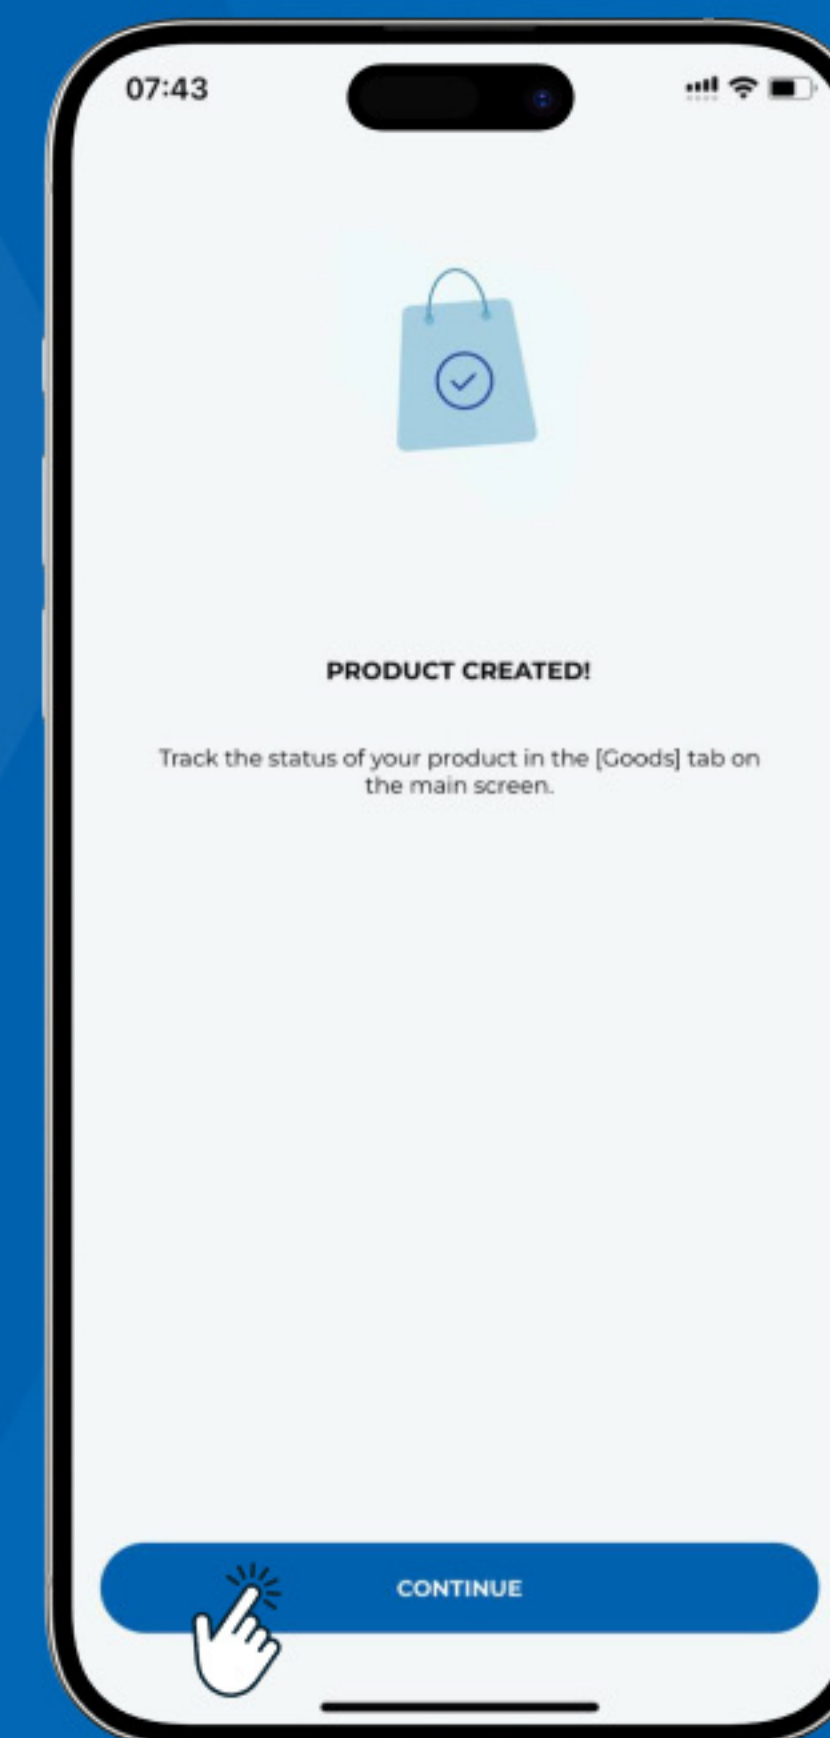 07:43
PRODUCT CREATED!
Track the status of your product in the [Goods] tab on
the main screen.
CONTINUE